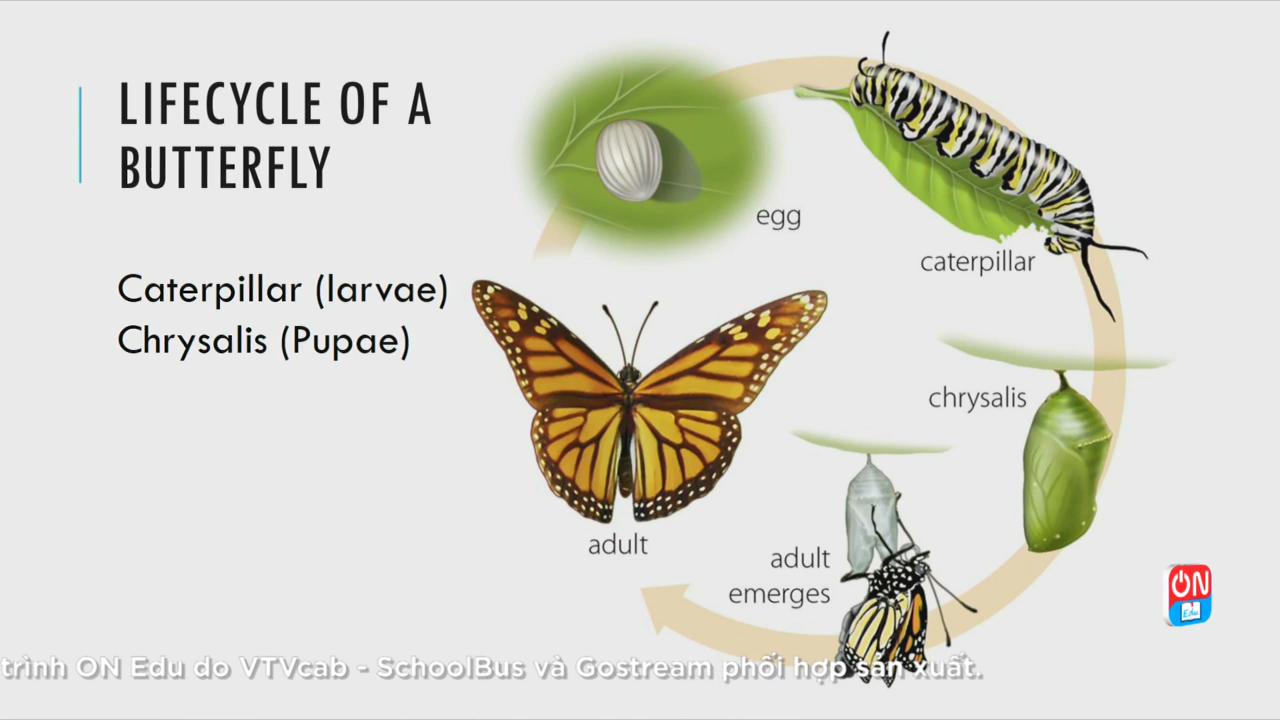 LIFECYCLE OF A
BUTTERFLY
Caterpillar (larvae)
Chrysalis (Pupae)
egg
caterpillar
chrysalis
adult
adult
emerges
ON
Edu
trình ON Edu do VTVcab - SchoolBus và Gostream phối hợp sản xuất.